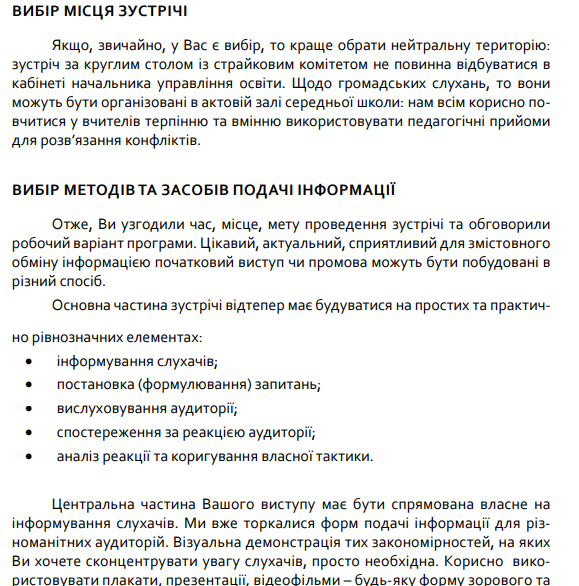 ВИБІР МІСЦЯ ЗУСТРІЧІ
Якщо, звичайно, у Вас є вибір, то краще обрати нейтральну територію:
зустріч за круглим столом із страйковим комітетом не повинна відбуватися в
кабінеті начальника управління освіти. Щодо громадських слухань, то вони
можуть бути організовані в актовій залі середньої школи: нам всім корисно по-
вчитися у вчителів терпінню та вмінню використовувати педагогічні прийоми
для розв’язання конфліктів.
ВИБІР МЕТОДІВ ТА ЗАСОБІВ ПОДАЧІ ІНФОРМАЦІЇ
Отже, Ви узгодили час, місце, мету проведення зустрічі та обговорили
робочий варіант програми. Цікавий, актуальний, сприятливий для змістовного
обміну інформацією початковий виступ чи промова можуть бути побудовані в
різний спосіб.
Основна частина зустрічі відтепер має будуватися на простих та практич-
но рівнозначних елементах:
• інформування слухачів;
• постановка (формулювання) запитань;
• вислуховування аудиторії;
• спостереження за реакцією аудиторії;
• аналіз реакції та коригування власної тактики.
Центральна частина Вашого виступу має бути спрямована власне на
інформування слухачів. Ми вже торкалися форм подачі інформації для різ-
номанітних аудиторій. Візуальна демонстрація тих закономірностей, на яких
Ви хочете сконцентрувати увагу слухачів, просто необхідна. Корисно вико-
ристовувати плакати, презентації, відеофільми – будь-яку форму зорового та